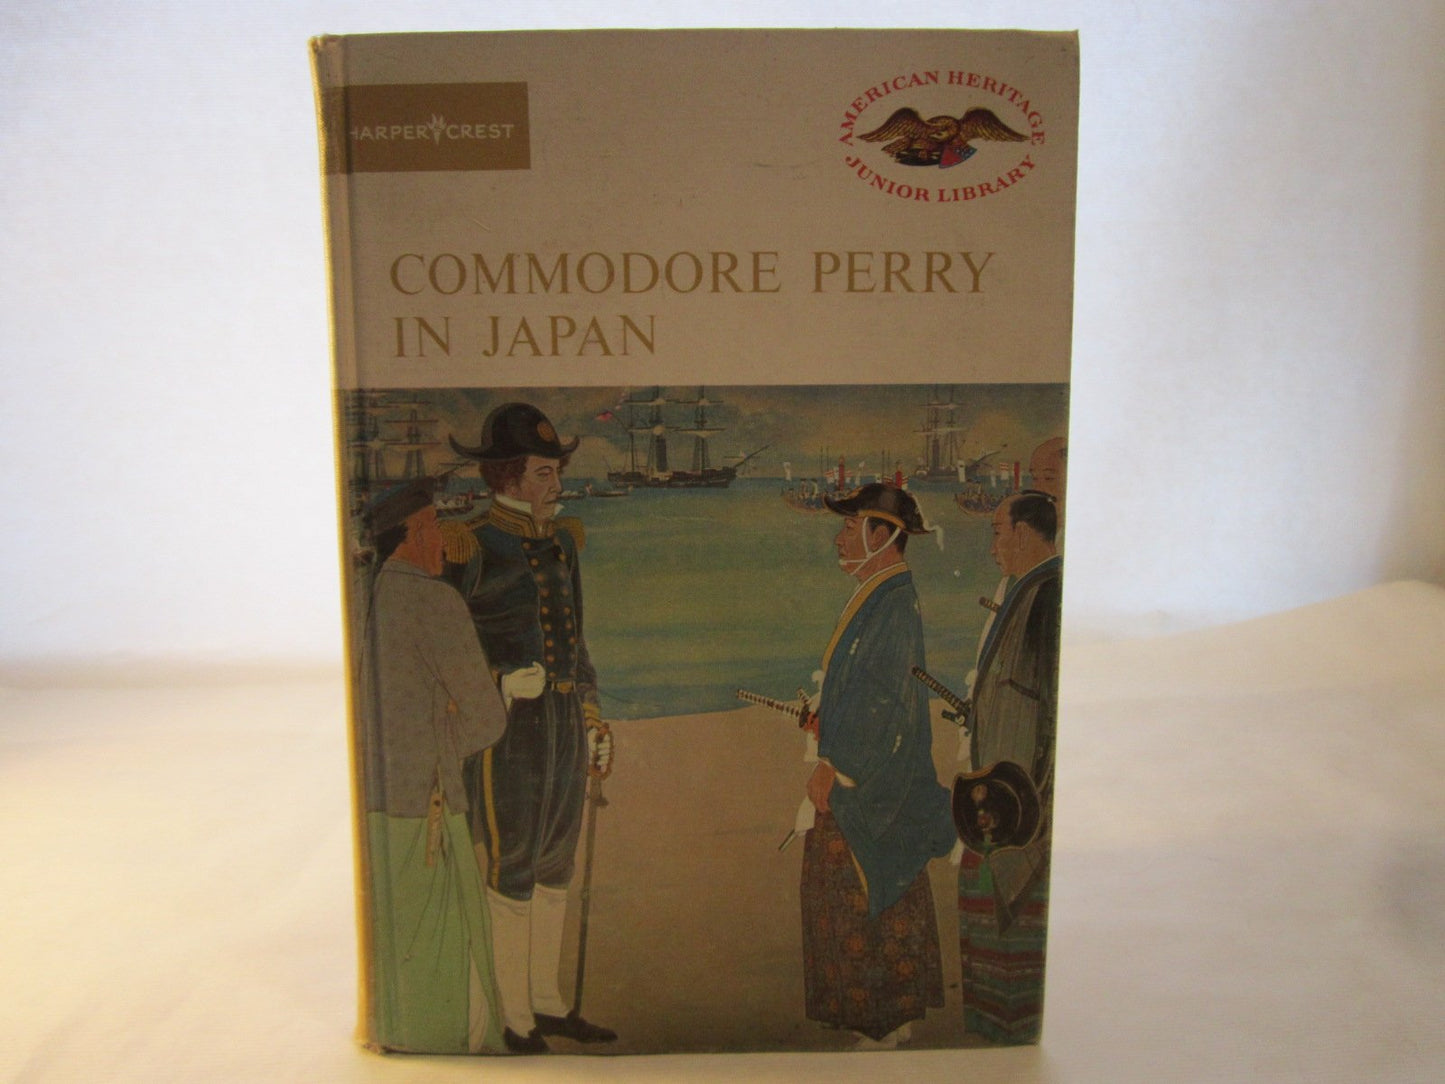 HARPER CREST
AMERICAN HERITAGE
JUNIOR LIBRARY
COMMODORE PERRY
IN JAPAN